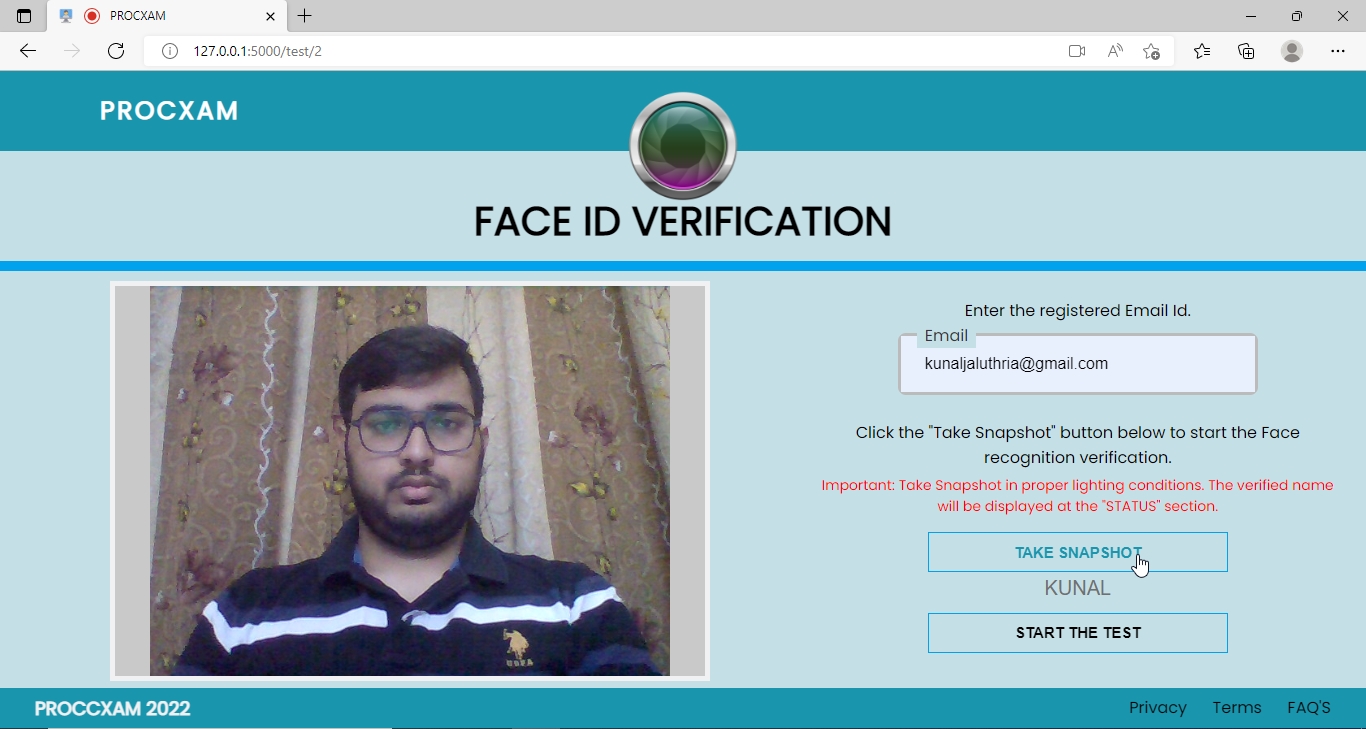 PROCXAM
127.0.0.1:5000/test/2
PROCXAM
FACE ID VERIFICATION
Enter the registered Email Id.
Email
kunaljaluthria@gmail.com
Click the "Take Snapshot" button below to start the Face
recognition verification.
Important: Take Snapshot in proper lighting conditions. The verified name
will be displayed at the "STATUS" section.
TAKE SNAPSHOT
KUNAL
START THE TEST
PROCCXAM 2022
Privacy Terms FAQ'S